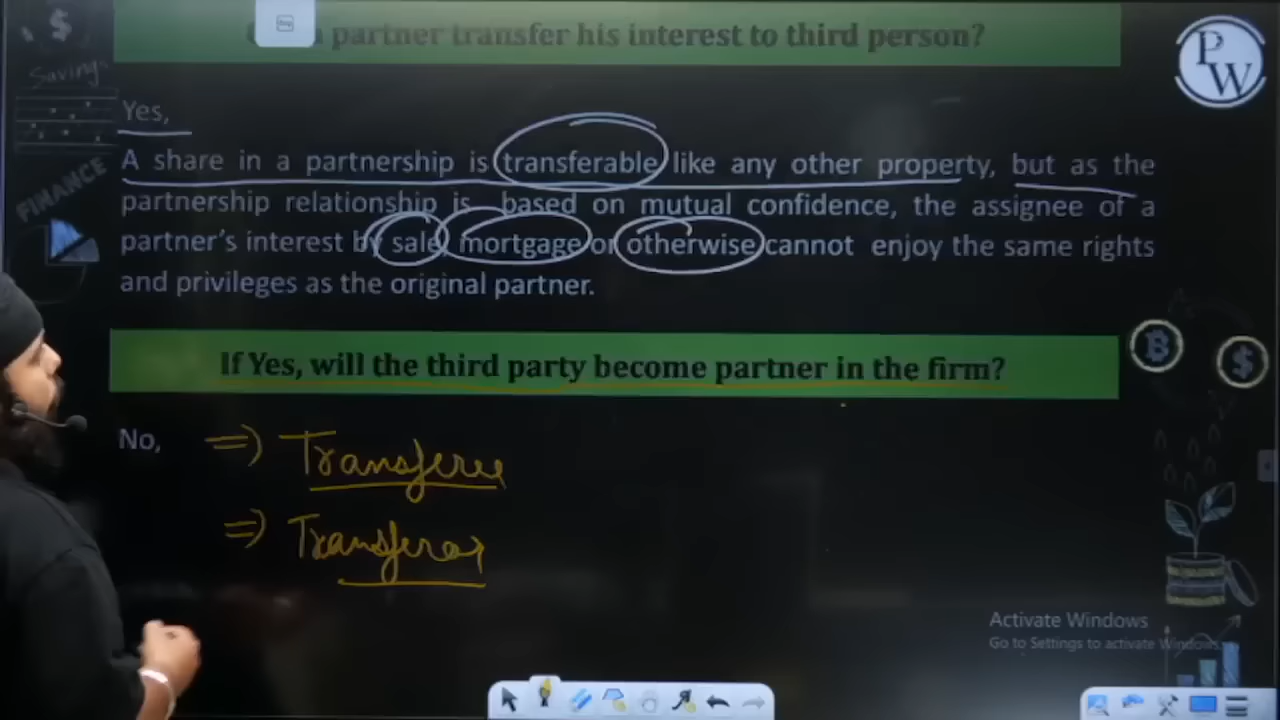 partner transfer his interest to third person?
PW
Savings
FINANCE
Yes,
A share in a partnership is transferable like any other property, but as the
partnership relationship is based on mutual confidence, the assignee of a
partner's interest by sale mortgage or otherwise cannot enjoy the same rights
and privileges as the original partner.
If Yes, will the third party become partner in the firm?
No, => Transferee
=> Transferor
Activate Windows
Go to Settings to activate Windows.